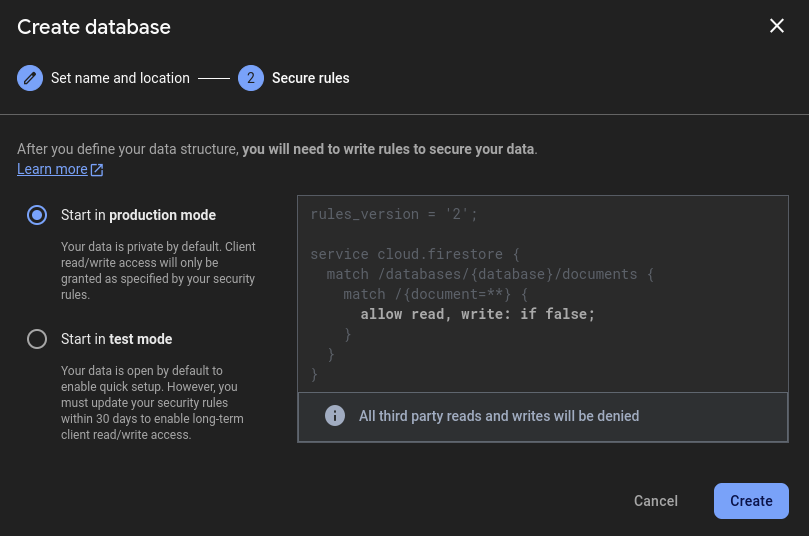 Create database
Set name and location
2
Secure rules
After you define your data structure, you will need to write rules to secure your data.
Learn more
Start in production mode
Your data is private by default. Client
read/write access will only be
granted as specified by your security
rules.
Start in test mode
Your data is open by default to
enable quick setup. However, you
must update your security rules
within 30 days to enable long-term
client read/write access.
rules_version = '2';
service cloud.firestore {
match /databases/{database}/documents {
match /{document=**} {
allow read, write: if false;
}
}
}
All third party reads and writes will be denied
Cancel
Create